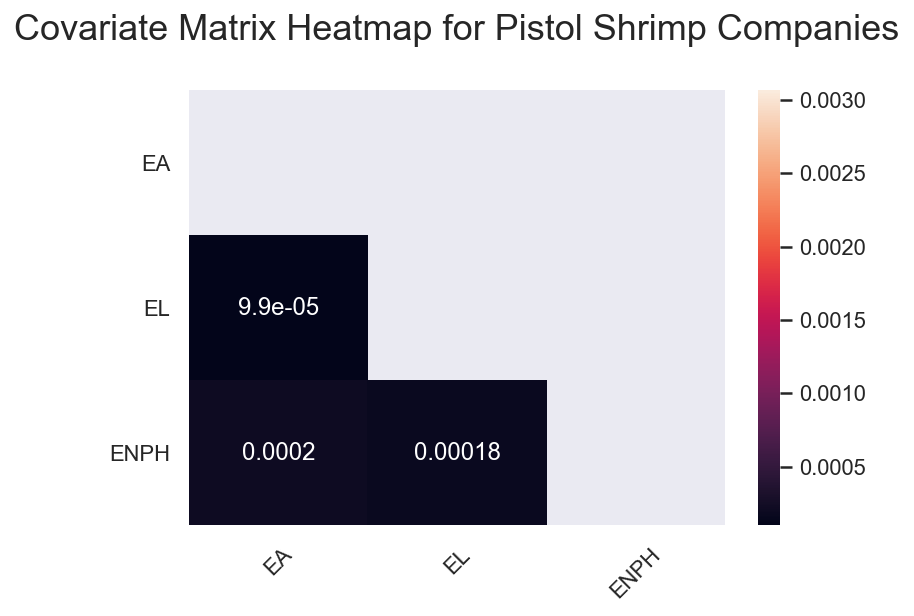 Covariate Matrix Heatmap for Pistol Shrimp Companies
EA
EL
ENPH
9.9e-05
0.0002
0.00018
EA
EL
ENPH
0.0030
0.0025
0.0020
0.0015
0.0010
0.0005